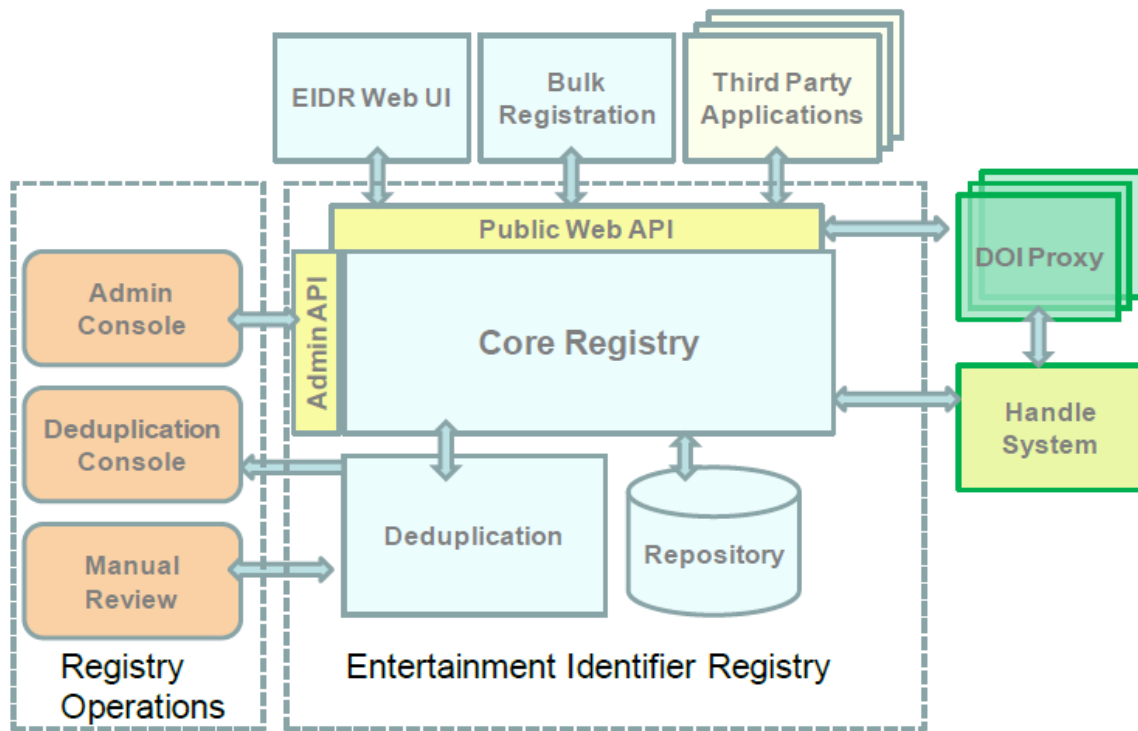 EIDR Web UI
Bulk
Registration
Third Party
Applications
Public Web API
DOI Proxy
Admin
Console
Admin API
Core Registry
Deduplication
Console
Handle
System
Deduplication
Repository
Manual
Review
Registry
Operations
Entertainment Identifier Registry